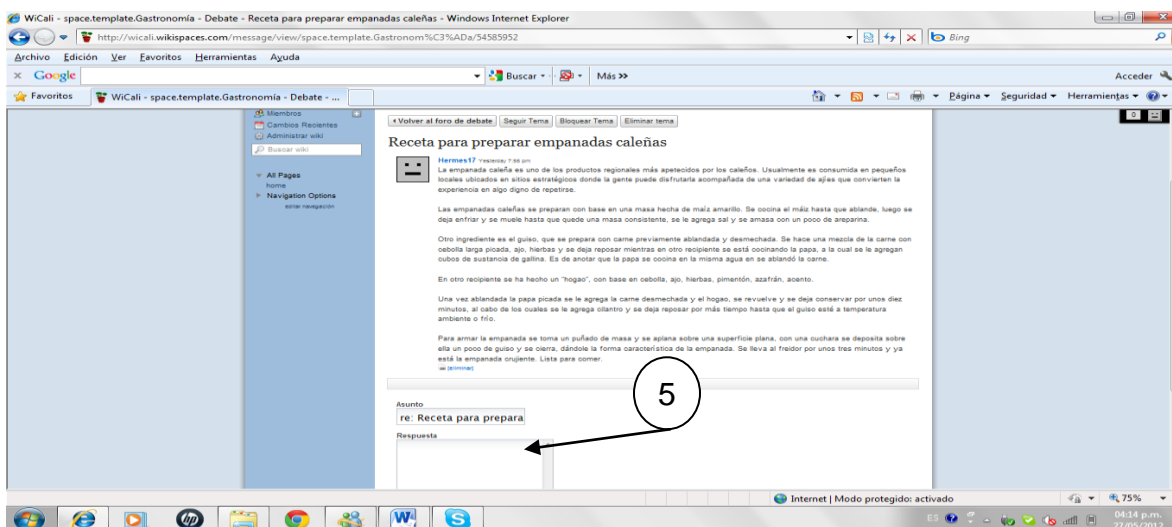 WiCali - space.template.Gastronomía - Debate - Receta para preparar empanadas caleñas - Windows Internet Explorer
http://wicali.wikispaces.com/message/view/space.template.Gastronom%C3%ADa/54585952
Bing
Archivo Edición Ver Favoritos Herramientas Ayuda
x Google Buscar Más >> Acceder
Favoritos WiCali - space.template.Gastronomía - Debate - ... Página Seguridad Herramientas
Miembros
Cambios Recientes
Administrar wiki
Buscar wiki
All Pages
home
Navigation Options
editar navegación
Volver al foro de debate Seguir Tema Bloquear Tema Eliminar tema
0
Receta para preparar empanadas caleñas
Hermes17 Yesterday 7:56 pm
La empanada caleña es uno de los productos regionales más apetecidos por los caleños. Usualmente es consumida en pequeños
locales ubicados en sitios estratégicos donde la gente puede disfrutarla acompañada de una variedad de ajíes que convierten la
experiencia en algo digno de repetirse.
Las empanadas caleñas se preparan con base en una masa hecha de maíz amarillo. Se cocina el máiz hasta que ablande, luego se
deja enfriar y se muele hasta que quede una masa consistente, se le agrega sal y se amasa con un poco de areparina.
Otro ingrediente es el guiso, que se prepara con carne previamente ablandada y desmechada. Se hace una mezcla de la carne con
cebolla larga picada, ajo, hierbas y se deja reposar mientras en otro recipiente se está cocinando la papa, a la cual se le agregan
cubos de sustancia de gallina. Es de anotar que la papa se cocina en la misma agua en se ablandó la carne.
En otro recipiente se ha hecho un "hogao", con base en cebolla, ajo, hierbas, pimentón, azafrán, acento.
Una vez ablandada la papa picada se le agrega la carne desmechada y el hogao, se revuelve y se deja conservar por unos diez
minutos, al cabo de los cuales se le agrega cilantro y se deja reposar por más tiempo hasta que el guiso esté a temperatura
ambiente o frío.
Para armar la empanada se toma un puñado de masa y se aplana sobre una superficie plana, con una cuchara se deposita sobre
ella un poco de guiso y se cierra, dándole la forma característica de la empanada. Se lleva al freidor por unos tres minutos y ya
está la empanada crujiente. Lista para comer.
(eliminar)
5
Asunto
re: Receta para prepara
Respuesta
Internet | Modo protegido: activado 75%
ES 04:14 p.m.
27/05/2012